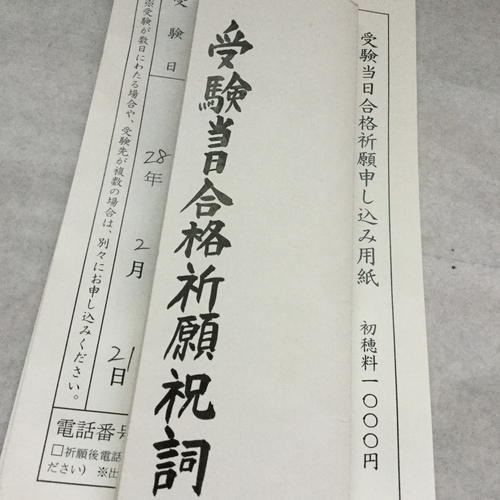 受験当日合格祈願申し込み用紙 初穂料一〇〇〇円
受験当日合格祈願祝詞
受験日
28年2月21日
※受験が数日にわたる場合や、受験先が複数の場合は、別々にお申し込みください。
電話番号
□祈願後電話
ださい） ※出